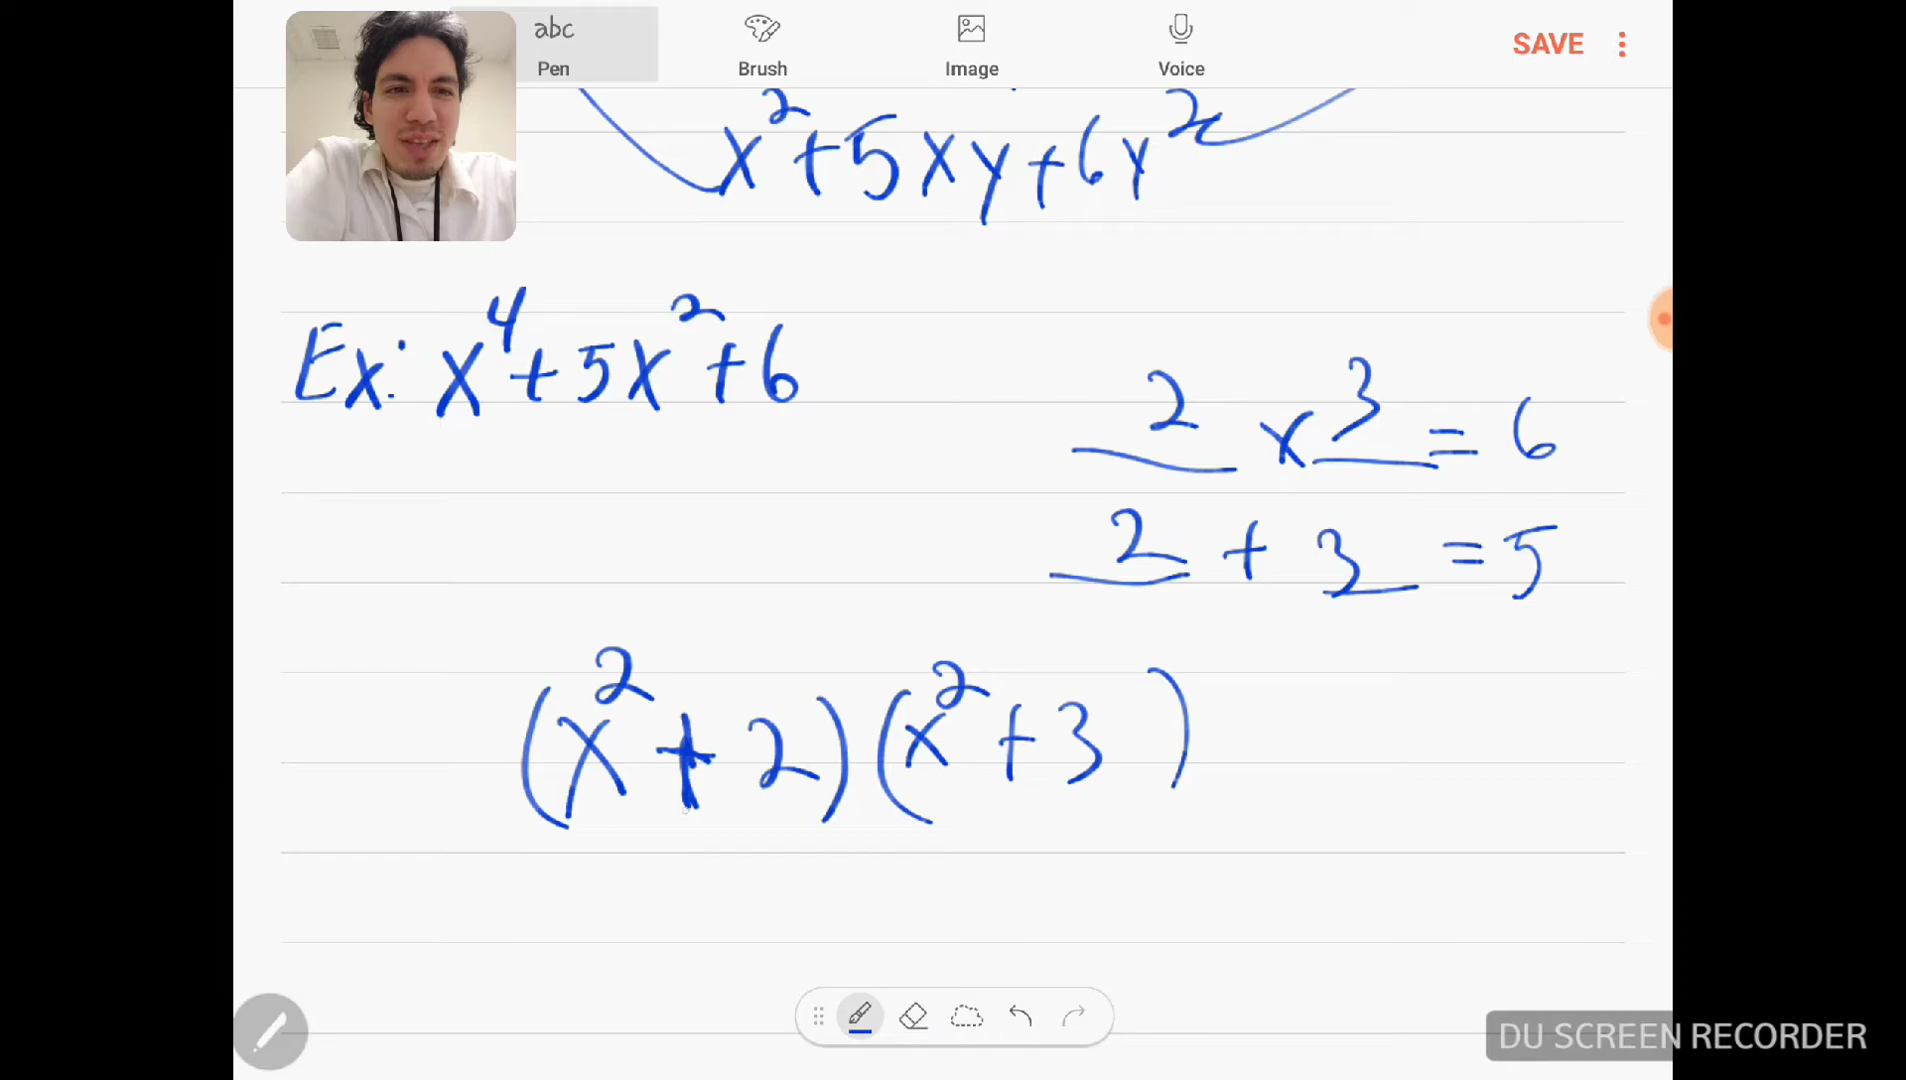 abc
Pen
Brush
Image
Voice
SAVE
x²+5xy+6y²
Ex: x⁴+5x²+6
2 x 3 = 6
2 + 3 = 5
(x²+2)(x²+3)
DU SCREEN RECORDER